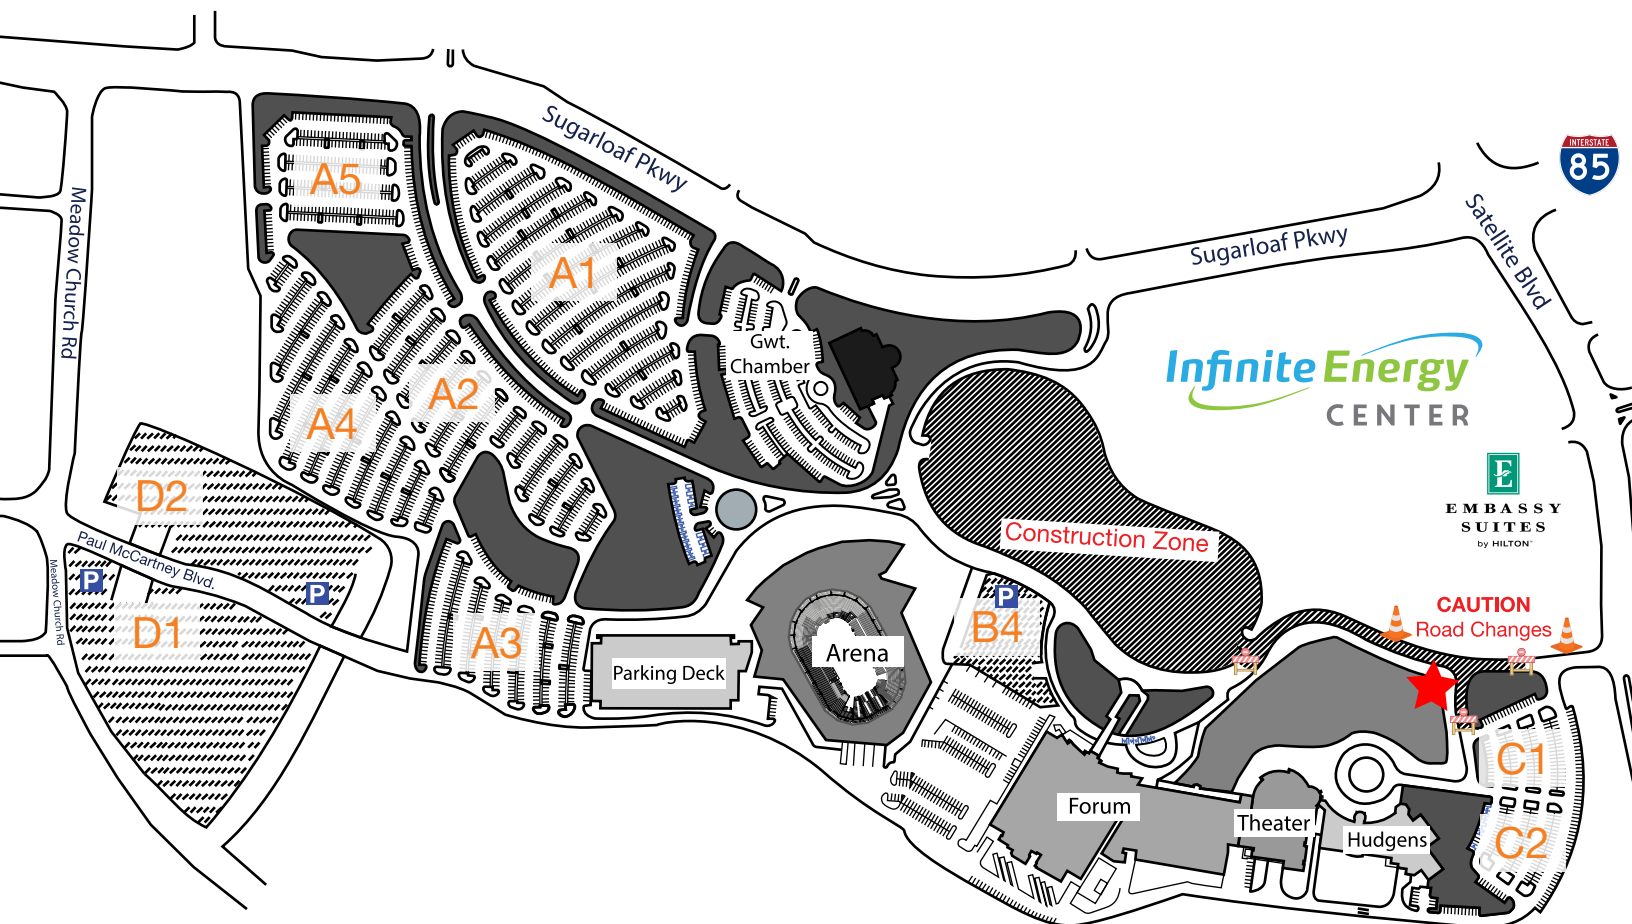 Sugarloaf Pkwy
INTERSTATE
85
A5
Meadow Church Rd
Satellite Blvd
Sugarloaf Pkwy
A1
Gwt.
Chamber
Infinite Energy
CENTER
A2
A4
D2
E
EMBASSY
SUITES
by HILTON™
Construction Zone
Paul McCartney Blvd.
P
P
P
Meadow Church Rd
D1
A3
B4
CAUTION
Road Changes
Arena
Parking Deck
C1
Forum
Theater
Hudgens
C2